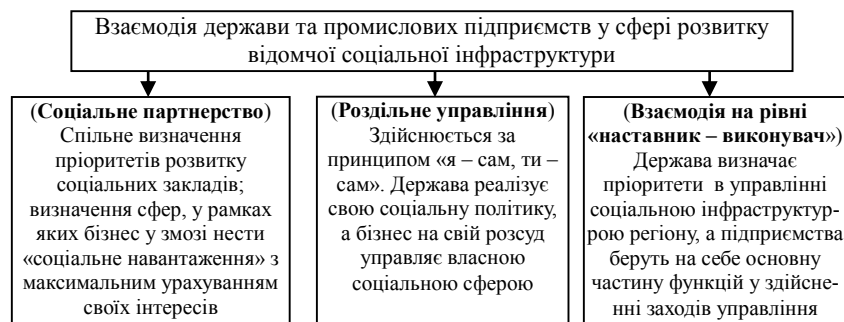 Взаємодія держави та промислових підприємств у сфері розвитку
відомчої соціальної інфраструктури
(Соціальне партнерство)
Спільне визначення
пріоритетів розвитку
соціальних закладів;
визначення сфер, у рамках
яких бізнес у змозі нести
«соціальне навантаження» з
максимальним урахуванням
своїх інтересів
(Роздільне управління)
Здійснюється за
принципом «я – сам, ти –
сам». Держава реалізує
свою соціальну політику,
а бізнес на свій розсуд
управляє власною
соціальною сферою
(Взаємодія на рівні
«наставник – виконувач»)
Держава визначає
пріоритети в управлінні
соціальною інфраструктур-
рою регіону, а підприємства
беруть на себе основну
частину функцій у здійсне-
нні заходів управління